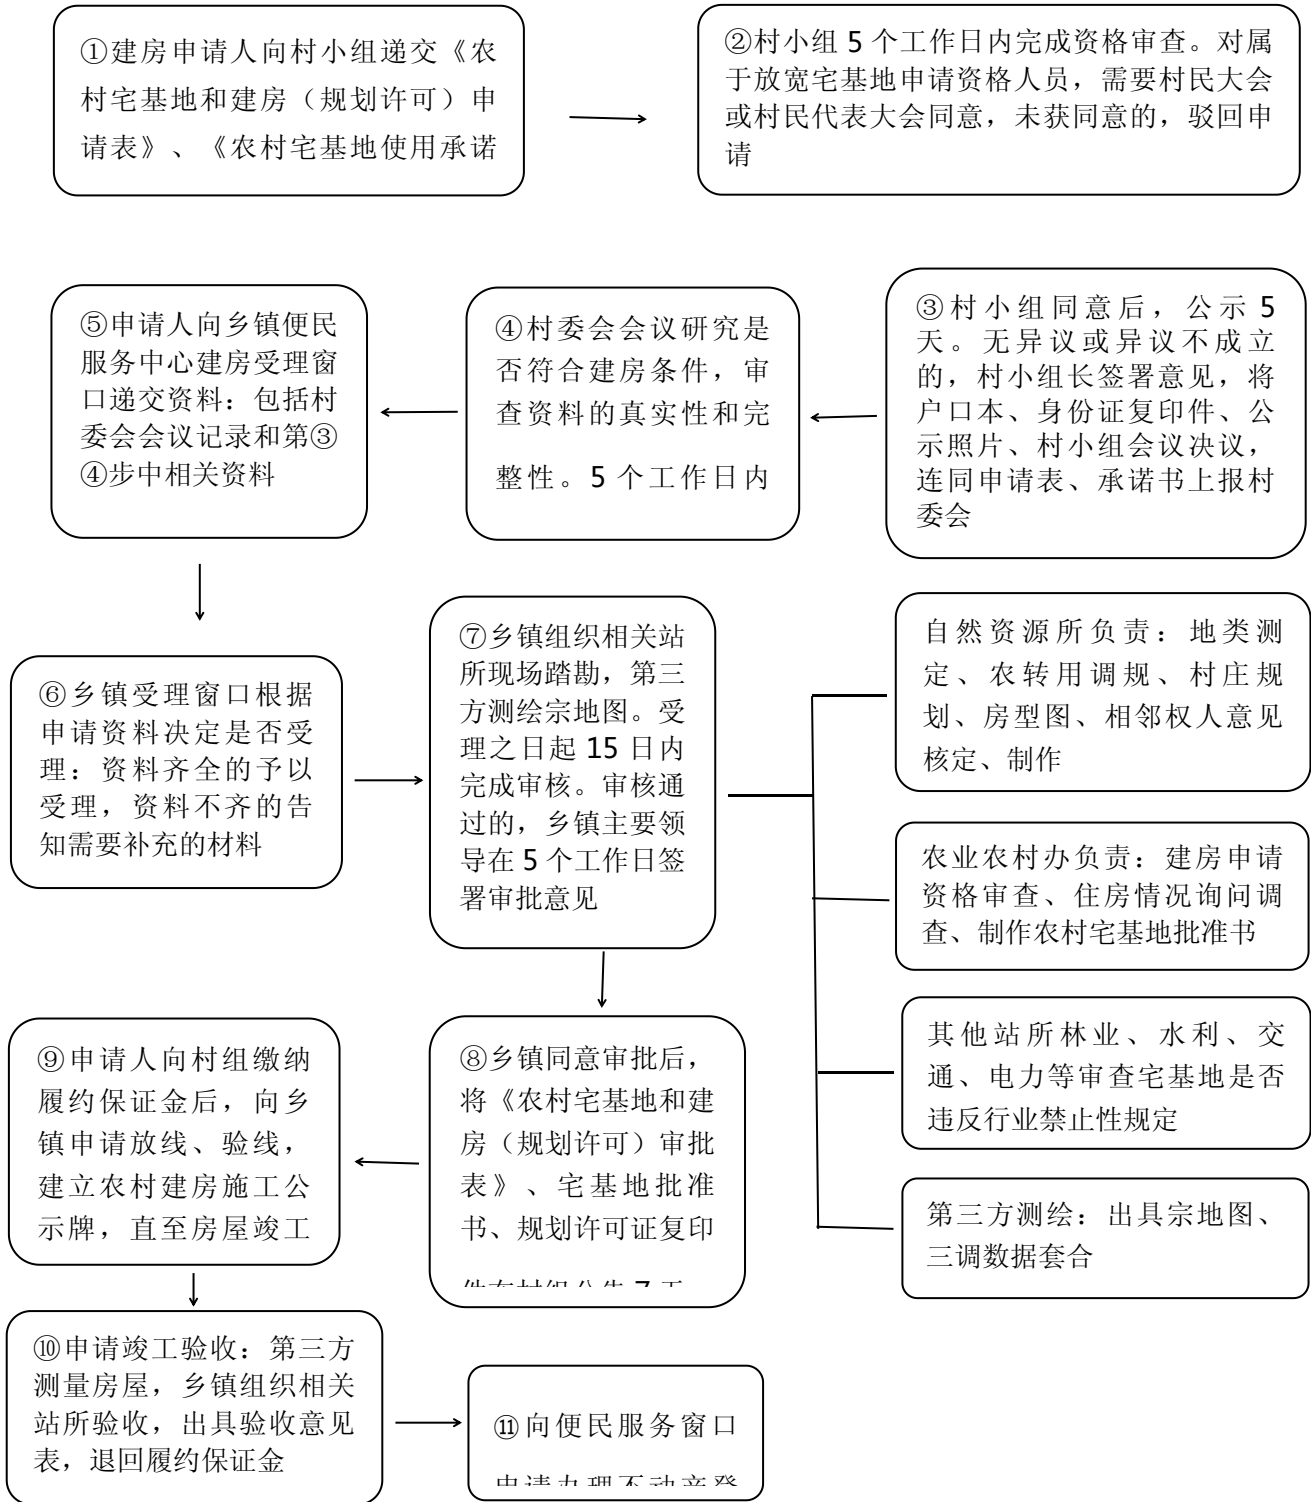 ①建房申请人向村小组递交《农
村宅基地和建房（规划许可）申
请表》、《农村宅基地使用承诺
②村小组 5 个工作日内完成资格审查。对属
于放宽宅基地申请资格人员，需要村民大会
或村民代表大会同意，未获同意的，驳回申
请
③村小组同意后，公示 5
天。无异议或异议不成立
的，村小组长签署意见，将
户口本、身份证复印件、公
示照片、村小组会议决议，
连同申请表、承诺书上报村
委会
④村委会会议研究是
否符合建房条件，审
查资料的真实性和完
整性。5 个工作日内
⑤申请人向乡镇便民
服务中心建房受理窗
口递交资料：包括村
委会会议记录和第③
④步中相关资料
⑥乡镇受理窗口根据
申请资料决定是否受
理：资料齐全的予以
受理，资料不齐的告
知需要补充的材料
⑦乡镇组织相关站
所现场踏勘，第三
方测绘宗地图。受
理之日起 15 日内
完成审核。审核通
过的，乡镇主要领
导在 5 个工作日签
署审批意见
自然资源所负责：地类测
定、农转用调规、村庄规
划、房型图、相邻权人意见
核定、制作
农业农村办负责：建房申请
资格审查、住房情况询问调
查、制作农村宅基地批准书
其他站所林业、水利、交
通、电力等审查宅基地是否
违反行业禁止性规定
第三方测绘：出具宗地图、
三调数据套合
⑧乡镇同意审批后，
将《农村宅基地和建
房（规划许可）审批
表》、宅基地批准
书、规划许可证复印
件在村组公告 7 天
⑨申请人向村组缴纳
履约保证金后，向乡
镇申请放线、验线，
建立农村建房施工公
示牌，直至房屋竣工
⑩申请竣工验收：第三方
测量房屋，乡镇组织相关
站所验收，出具验收意见
表，退回履约保证金
⑪向便民服务窗口
申请办理不动产登